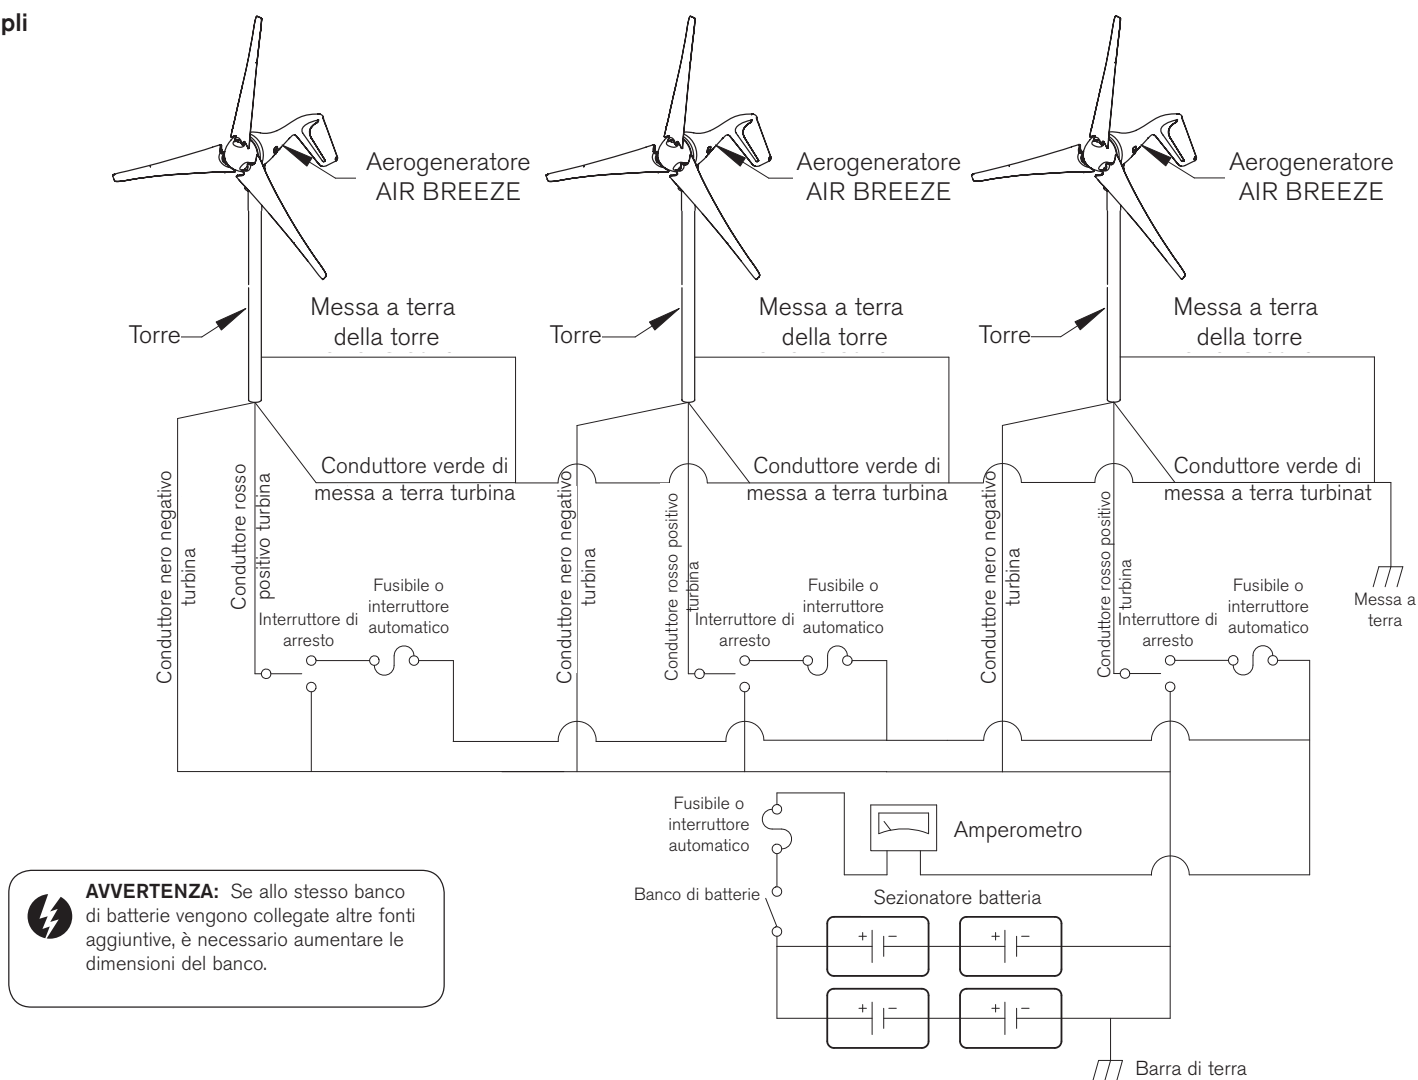 pli
Aerogeneratore
AIR BREEZE
Aerogeneratore
AIR BREEZE
Aerogeneratore
AIR BREEZE
Torre
Messa a terra
della torre
Torre
Messa a terra
della torre
Torre
Messa a terra
della torre
Conduttore nero negativo
turbina
Conduttore rosso
positivo turbina
Conduttore verde di
messa a terra turbina
Conduttore nero negativo
turbina
Conduttore rosso positivo
turbina
Conduttore verde di
messa a terra turbina
Conduttore nero negativo
turbina
Conduttore rosso positivo
turbina
Conduttore verde di
messa a terra turbinat
Interruttore di
arresto
Fusibile o
interruttore
automatico
Interruttore di
arresto
Fusibile o
interruttore
automatico
Interruttore di
arresto
Fusibile o
interruttore
automatico
Messa a
terra
Fusibile o
interruttore
automatico
Amperometro
Banco di batterie
Sezionatore batteria
+ −
+ −
+ −
+ −
Barra di terra
AVVERTENZA: Se allo stesso banco
di batterie vengono collegate altre fonti
aggiuntive, è necessario aumentare le
dimensioni del banco.